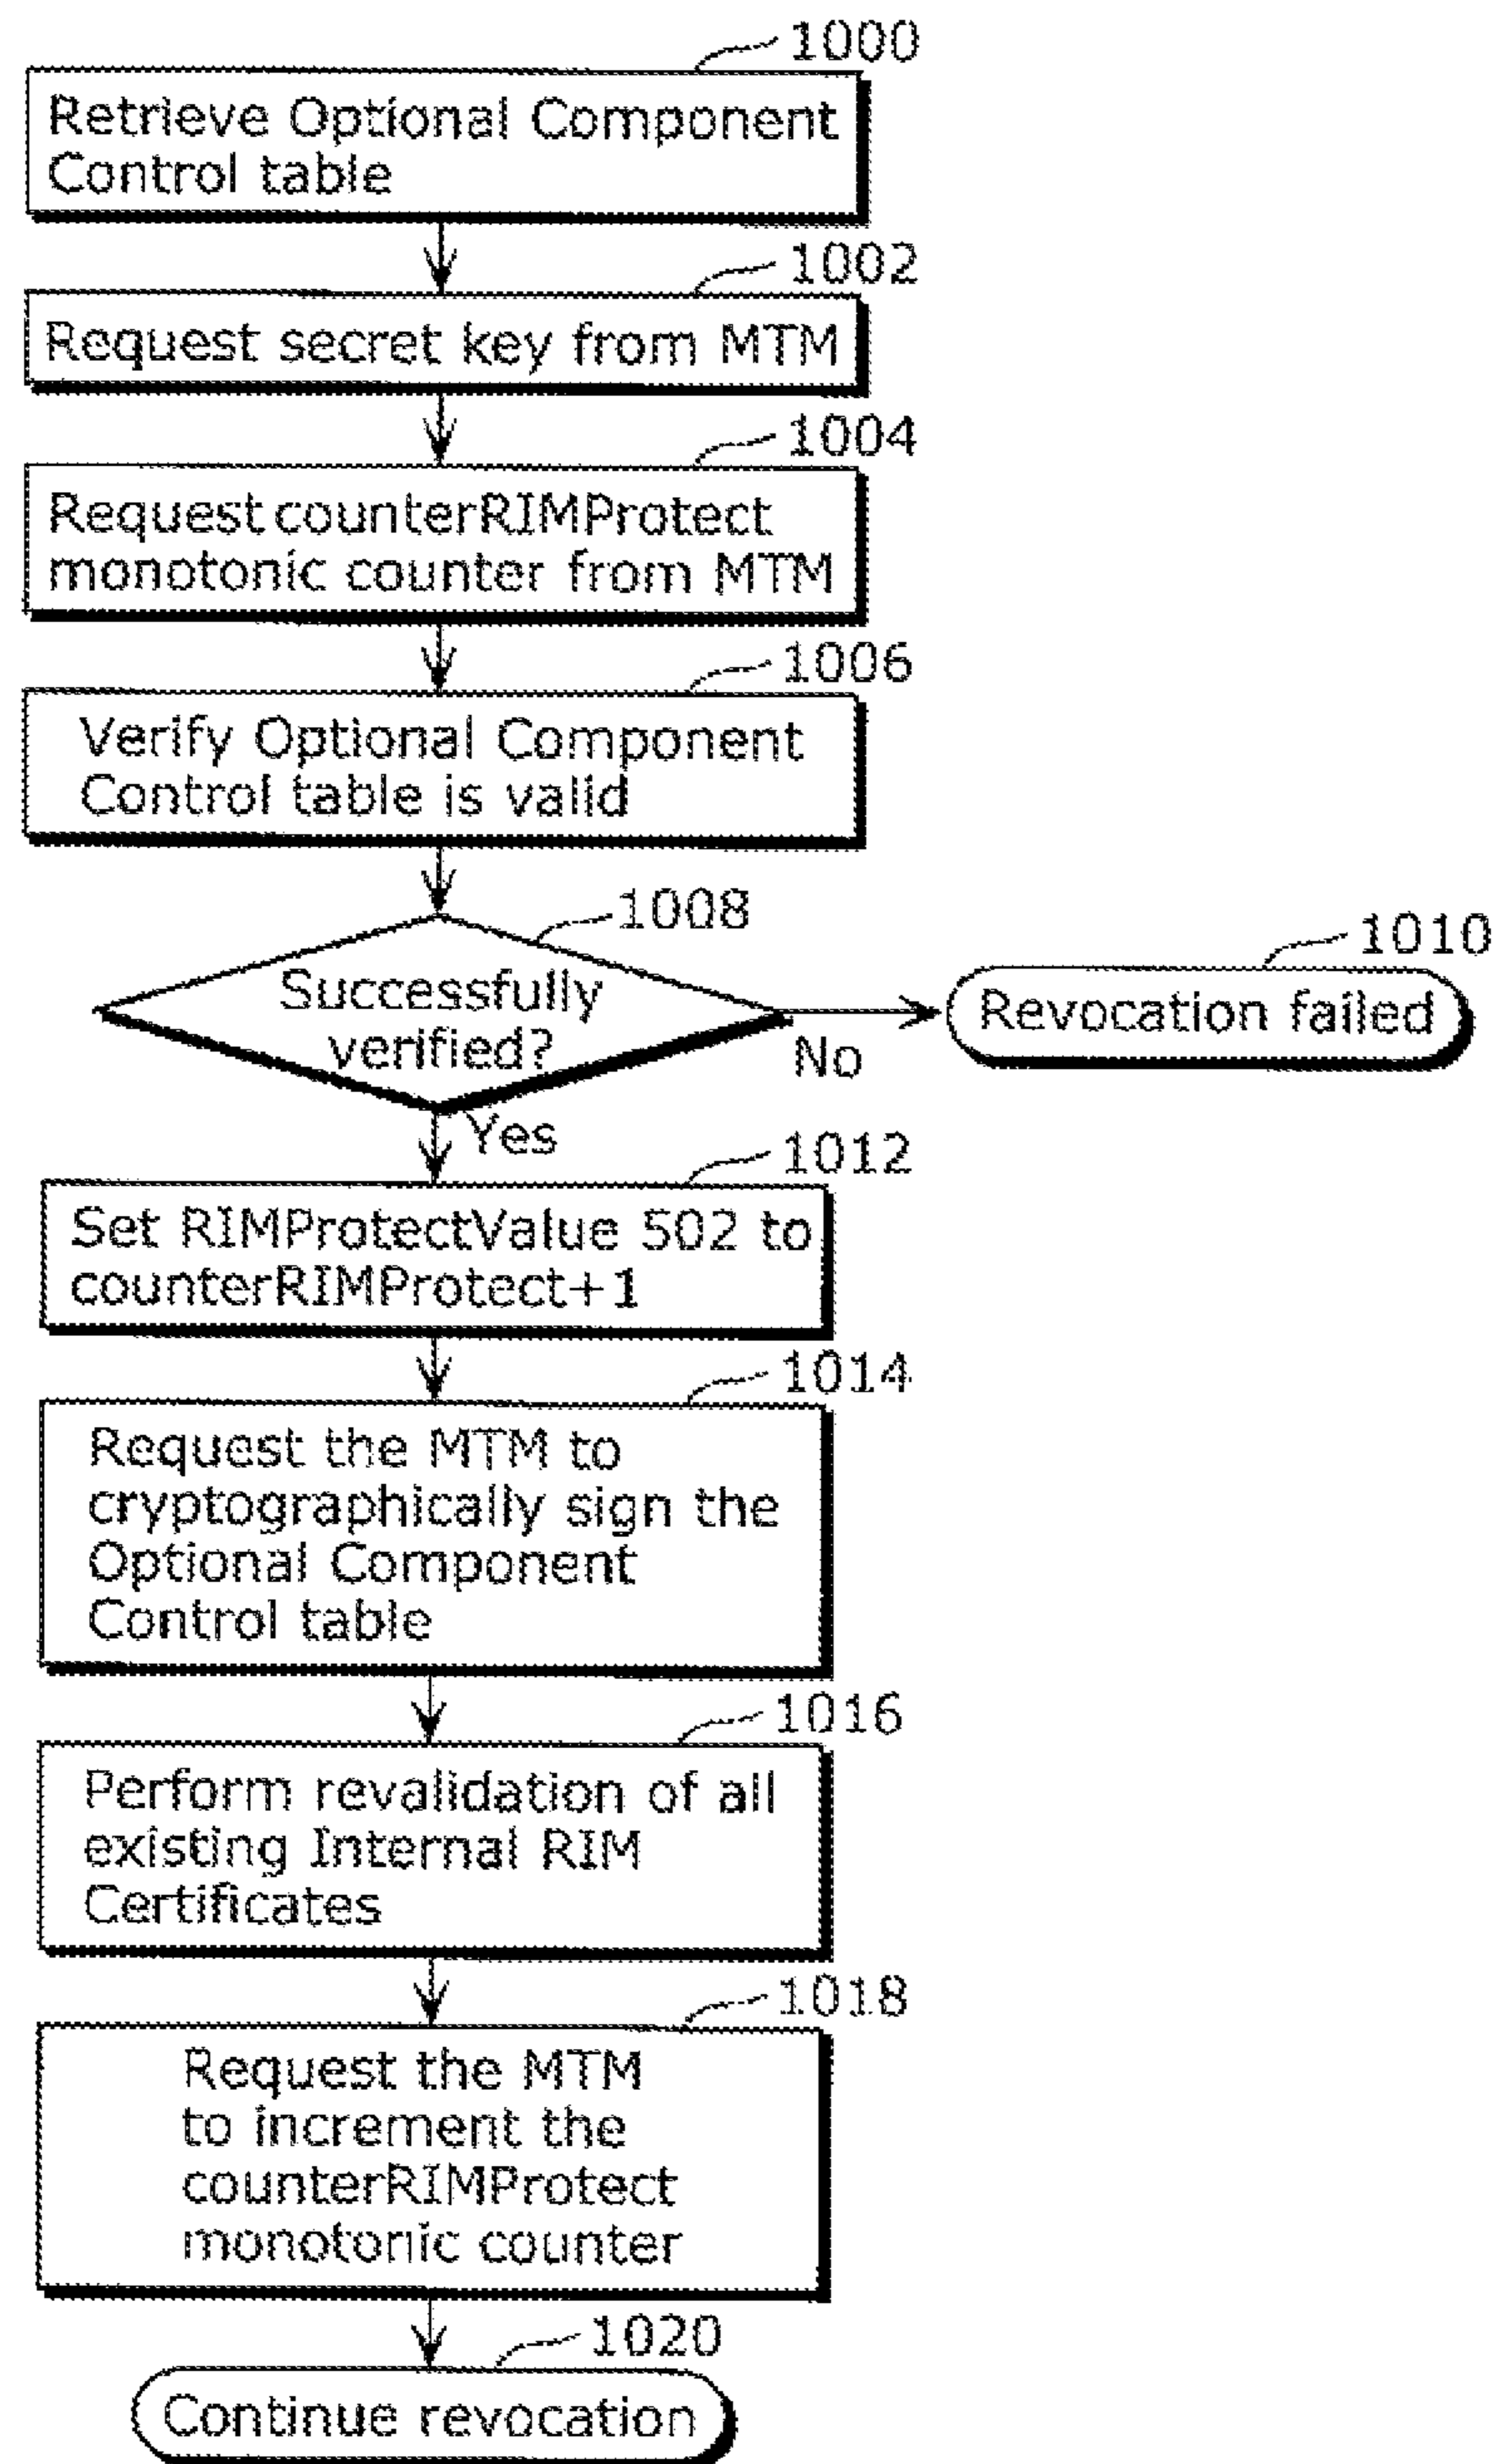 1000
Retrieve Optional Component
Control table
1002
Request secret key from MTM
1004
Request counterRIMProtect
monotonic counter from MTM
1006
Verify Optional Component
Control table is valid
1008
Successfully
verified?
1010
Revocation failed
No
Yes
1012
Set RIMProtectValue 502 to
counterRIMProtect+1
1014
Request the MTM to
cryptographically sign the
Optional Component
Control table
1016
Perform revalidation of all
existing Internal RIM
Certificates
1018
Request the MTM
to increment the
counterRIMProtect
monotonic counter
1020
Continue revocation